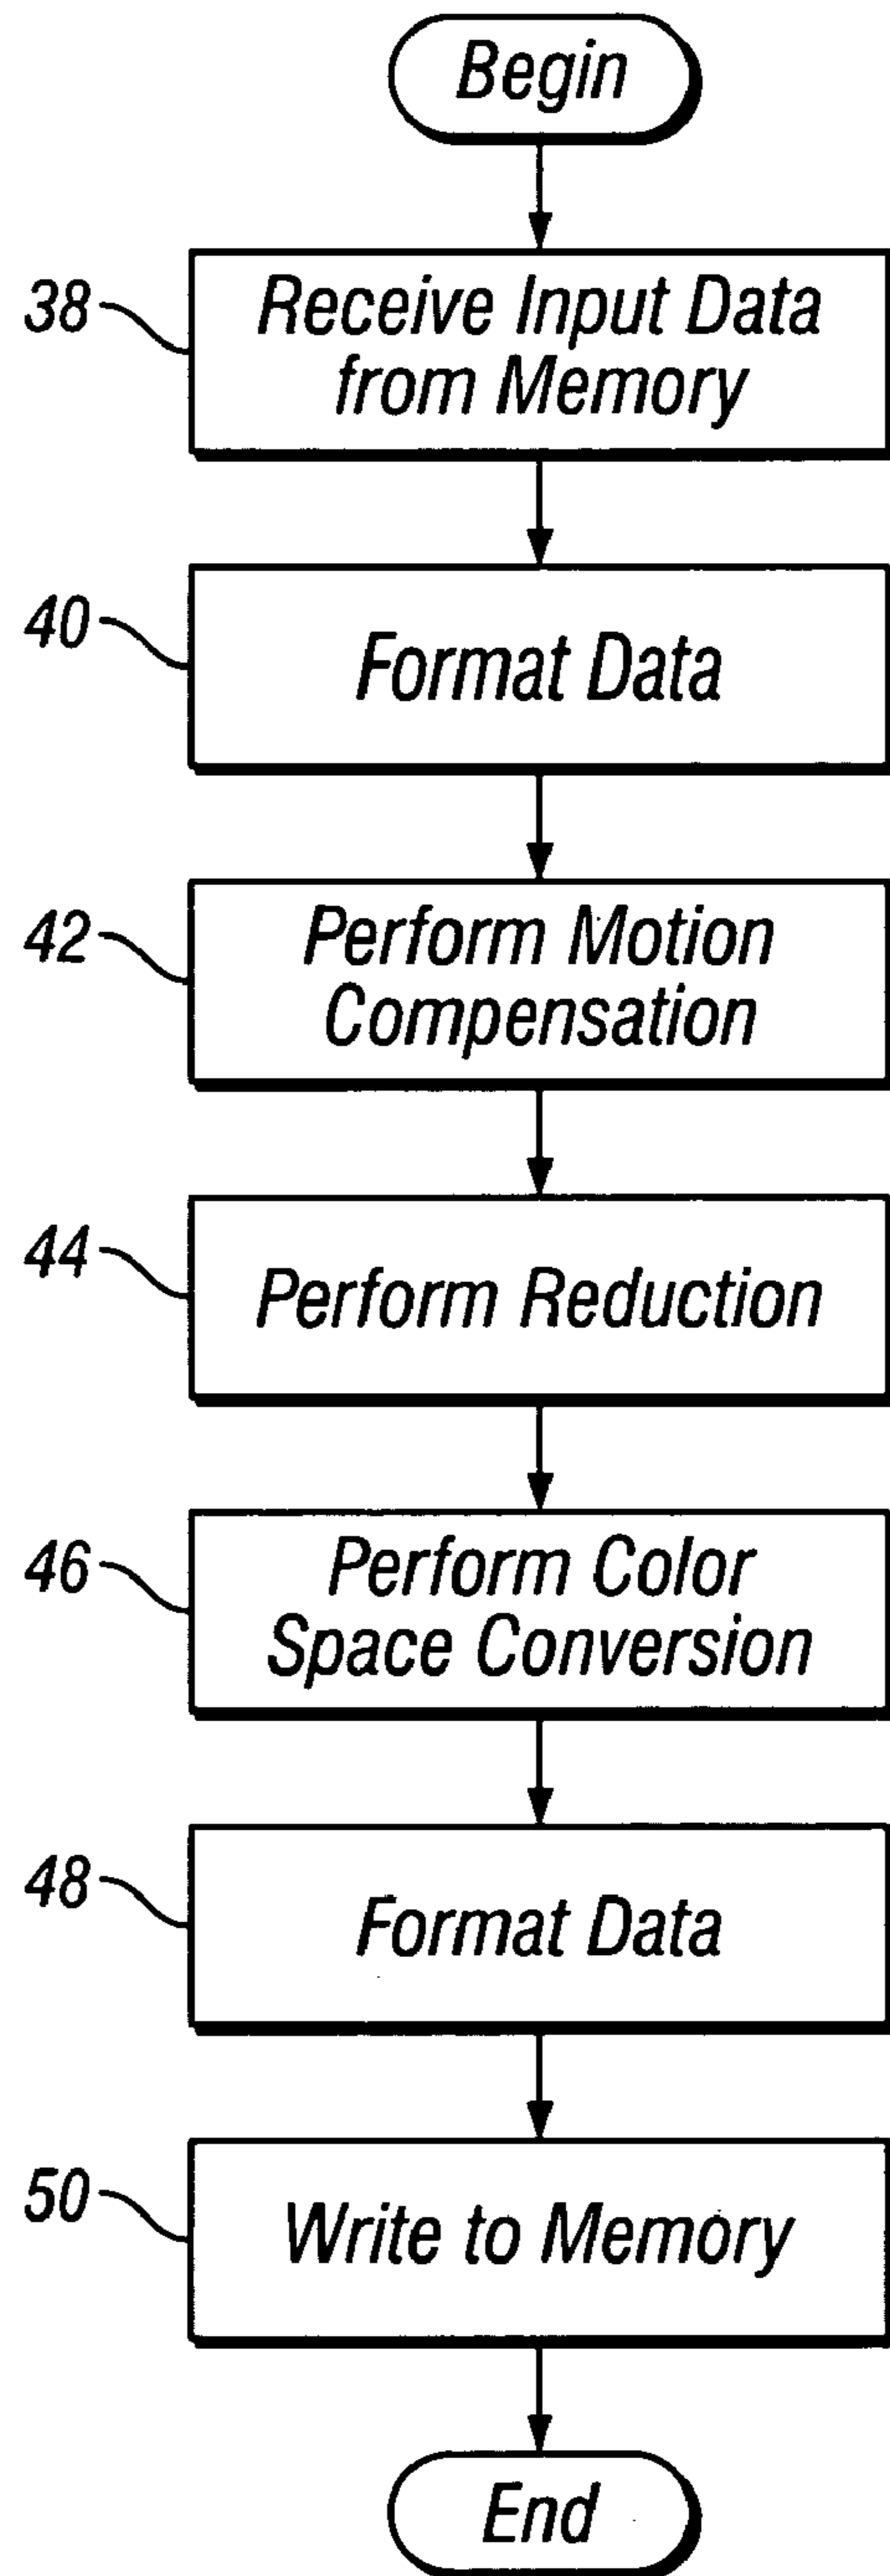 Begin
38
Receive Input Data
from Memory
40
Format Data
42
Perform Motion
Compensation
44
Perform Reduction
46
Perform Color
Space Conversion
48
Format Data
50
Write to Memory
End